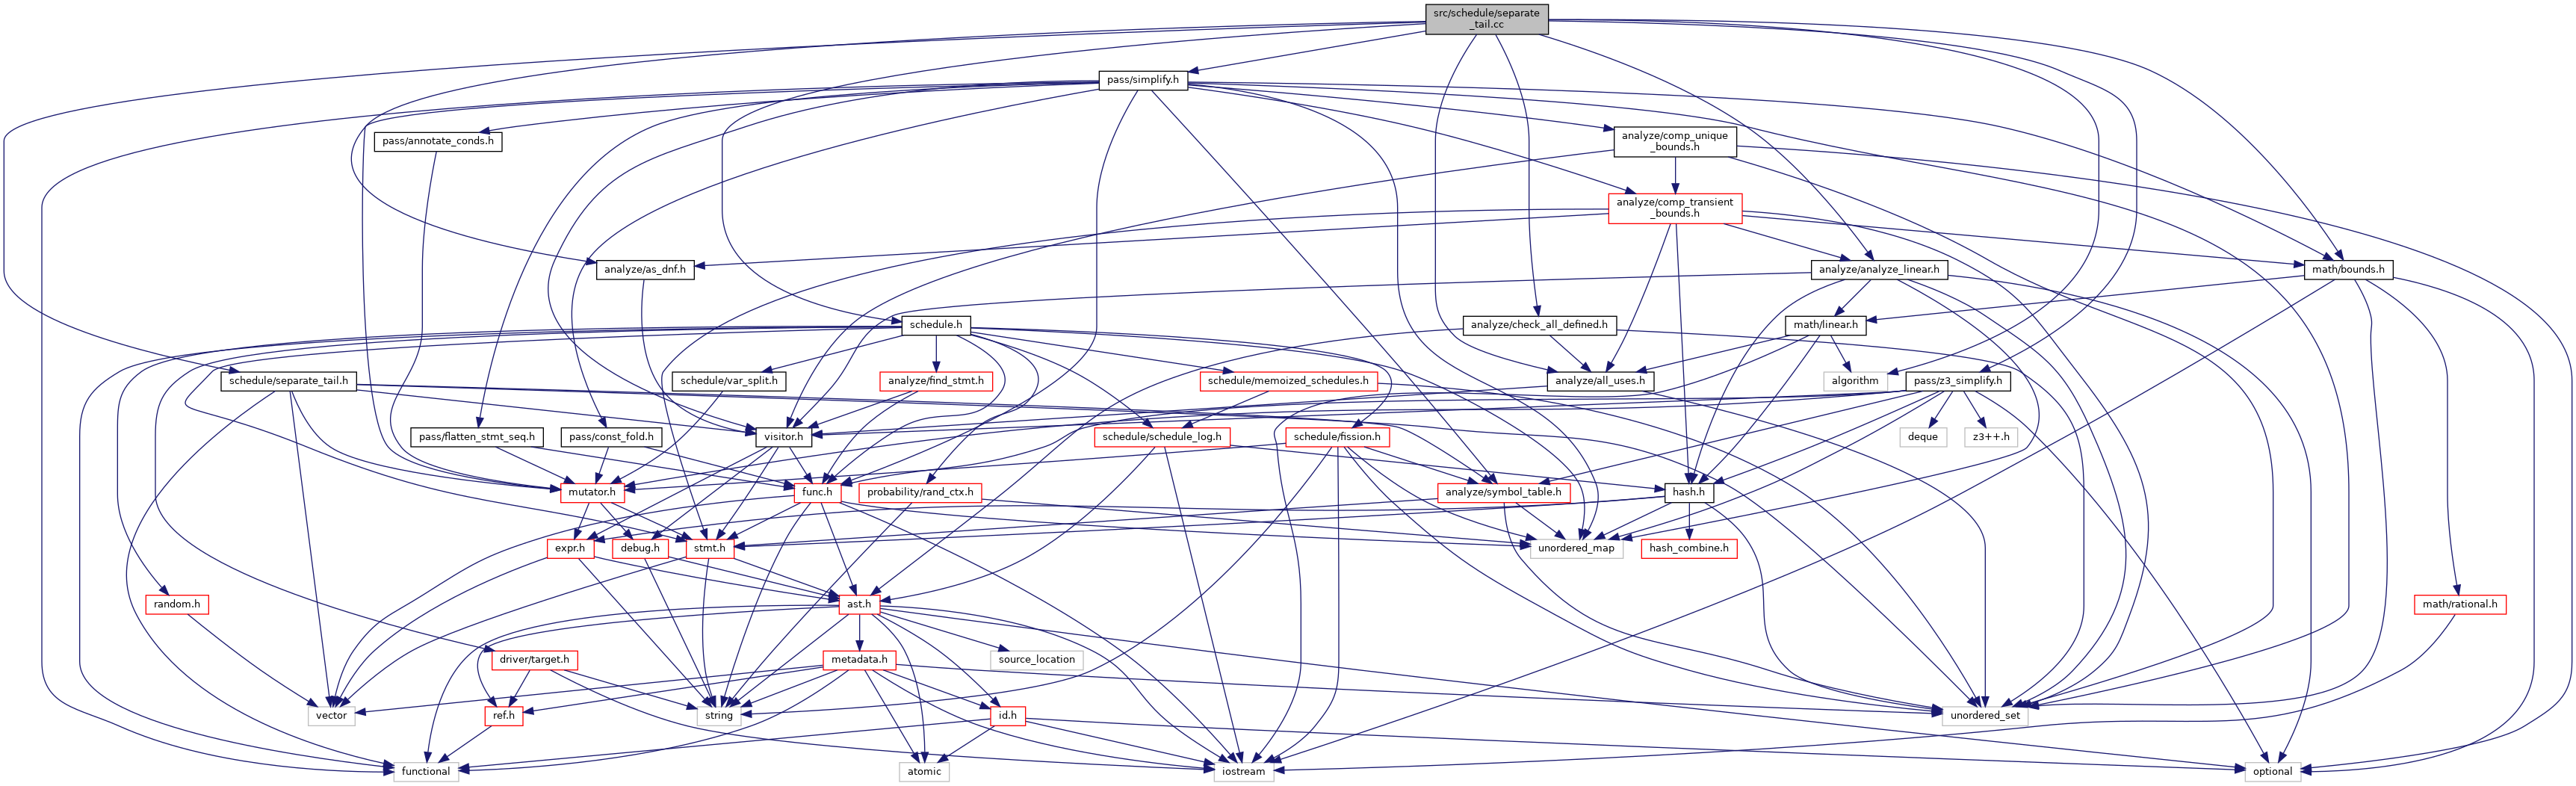 src/schedule/separate
_tail.cc
pass/simplify.h
pass/annotate_conds.h
analyze/comp_unique
_bounds.h
analyze/comp_transient
_bounds.h
analyze/as_dnf.h
analyze/analyze_linear.h
math/bounds.h
schedule.h
analyze/check_all_defined.h
math/linear.h
schedule/separate_tail.h
schedule/var_split.h
analyze/find_stmt.h
schedule/memoized_schedules.h
analyze/all_uses.h
algorithm
pass/z3_simplify.h
pass/flatten_stmt_seq.h
pass/const_fold.h
visitor.h
schedule/schedule_log.h
schedule/fission.h
deque
z3++.h
mutator.h
func.h
probability/rand_ctx.h
analyze/symbol_table.h
hash.h
expr.h
debug.h
stmt.h
unordered_map
hash_combine.h
random.h
ast.h
math/rational.h
driver/target.h
metadata.h
source_location
vector
ref.h
string
id.h
unordered_set
functional
atomic
iostream
optional